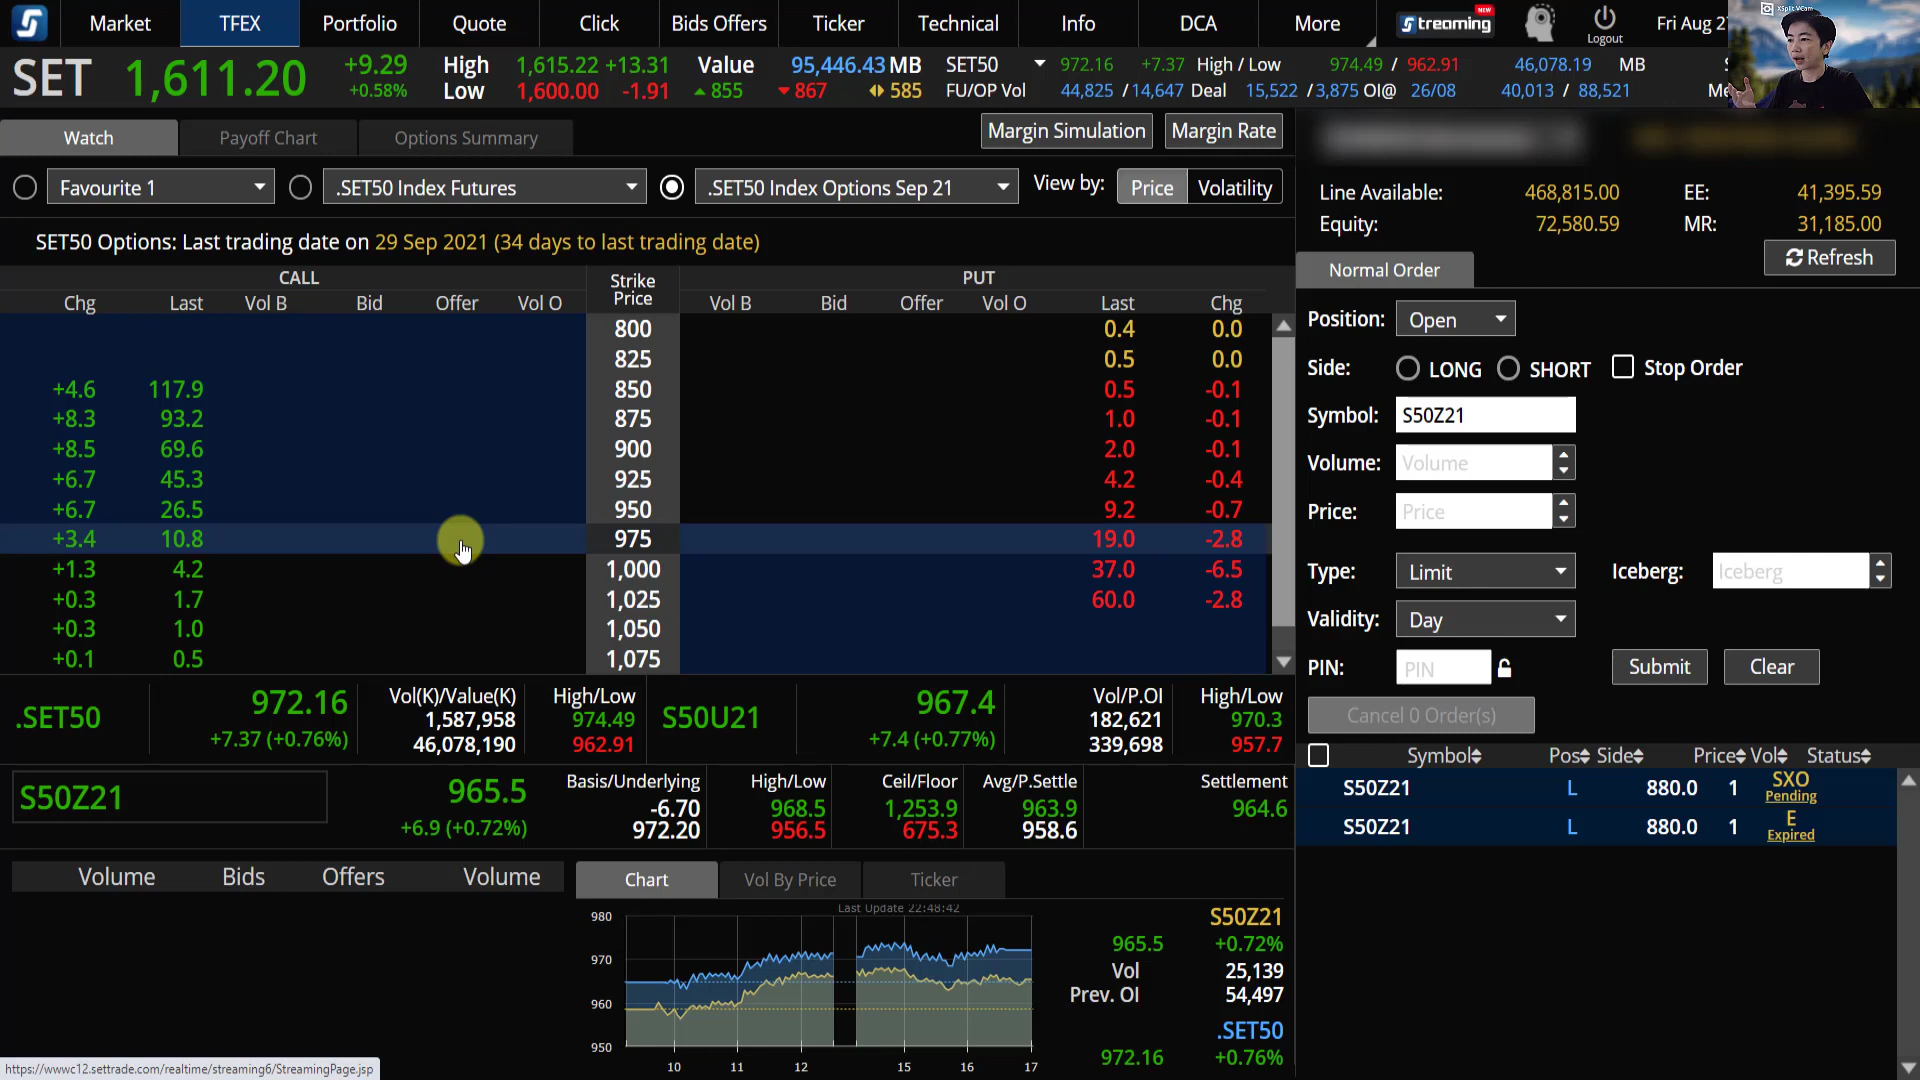 Market TFEX Portfolio Quote Click Bids Offers Ticker Technical Info DCA More Streaming NEW Logout Fri Aug 2
XSplit VCam
SET 1,611.20 +9.29 +0.58%
High 1,615.22 +13.31 Value 95,446.43 MB SET50 972.16 +7.37 High / Low 974.49 / 962.91 46,078.19 MB
Low 1,600.00 -1.91 855 867 585 FU/OP Vol 44,825 / 14,647 Deal 15,522 / 3,875 OI@ 26/08 40,013 / 88,521
Watch Payoff Chart Options Summary Margin Simulation Margin Rate
Favourite 1 .SET50 Index Futures .SET50 Index Options Sep 21 View by: Price Volatility
SET50 Options: Last trading date on 29 Sep 2021 (34 days to last trading date)
CALL Strike Price PUT
Chg Last Vol B Bid Offer Vol O Vol B Bid Offer Vol O Last Chg
800 0.4 0.0
825 0.5 0.0
+4.6 117.9 850 0.5 -0.1
+8.3 93.2 875 1.0 -0.1
+8.5 69.6 900 2.0 -0.1
+6.7 45.3 925 4.2 -0.4
+6.7 26.5 950 9.2 -0.7
+3.4 10.8 975 19.0 -2.8
+1.3 4.2 1,000 37.0 -6.5
+0.3 1.7 1,025 60.0 -2.8
+0.3 1.0 1,050
+0.1 0.5 1,075
.SET50 972.16 +7.37 (+0.76%)
Vol(K)/Value(K) High/Low
1,587,958 974.49
46,078,190 962.91
S50U21 967.4 +7.4 (+0.77%)
Vol/P.OI High/Low
182,621 970.3
339,698 957.7
S50Z21 965.5 +6.9 (+0.72%)
Basis/Underlying High/Low Ceil/Floor Avg/P.Settle Settlement
-6.70 968.5 1,253.9 963.9 964.6
972.20 956.5 675.3 958.6
Volume Bids Offers Volume
Chart Vol By Price Ticker
Last Update 22:48:42
980
970
960
950
10 11 12 15 16 17
S50Z21
965.5 +0.72%
Vol 25,139
Prev. OI 54,497
.SET50
972.16 +0.76%
https://wwwc12.settrade.com/realtime/streaming6/StreamingPage.jsp
Line Available: 468,815.00 EE: 41,395.59
Equity: 72,580.59 MR: 31,185.00
Refresh
Normal Order
Position: Open
Side: LONG SHORT Stop Order
Symbol: S50Z21
Volume: Volume
Price: Price
Type: Limit Iceberg: Iceberg
Validity: Day
PIN: PIN Submit Clear
Cancel 0 Order(s)
Symbol Pos Side Price Vol Status
S50Z21 L 880.0 1 SXO Pending
S50Z21 L 880.0 1 E Expired